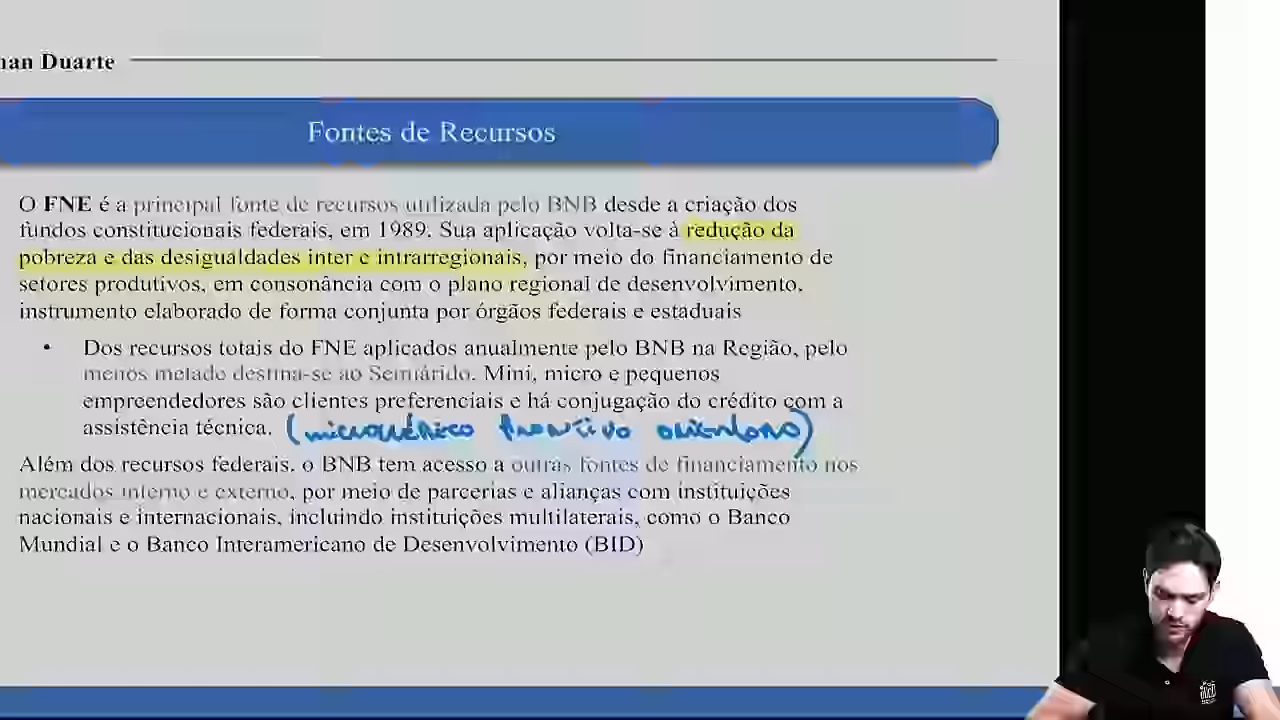 nan Duarte
Fontes de Recursos
O FNE é a principal fonte de recursos utilizada pelo BNB desde a criação dos
fundos constitucionais federais, em 1989. Sua aplicação volta-se à redução da
pobreza e das desigualdades inter e intrarregionais, por meio do financiamento de
setores produtivos, em consonância com o plano regional de desenvolvimento,
instrumento elaborado de forma conjunta por órgãos federais e estaduais
• Dos recursos totais do FNE aplicados anualmente pelo BNB na Região, pelo
menos metade destina-se ao Semiárido. Mini, micro e pequenos
empreendedores são clientes preferenciais e há conjugação do crédito com a
assistência técnica. (microcrédito produtivo orientado)
Além dos recursos federais, o BNB tem acesso a outras fontes de financiamento nos
mercados interno e externo, por meio de parcerias e alianças com instituições
nacionais e internacionais, incluindo instituições multilaterais, como o Banco
Mundial e o Banco Interamericano de Desenvolvimento (BID)